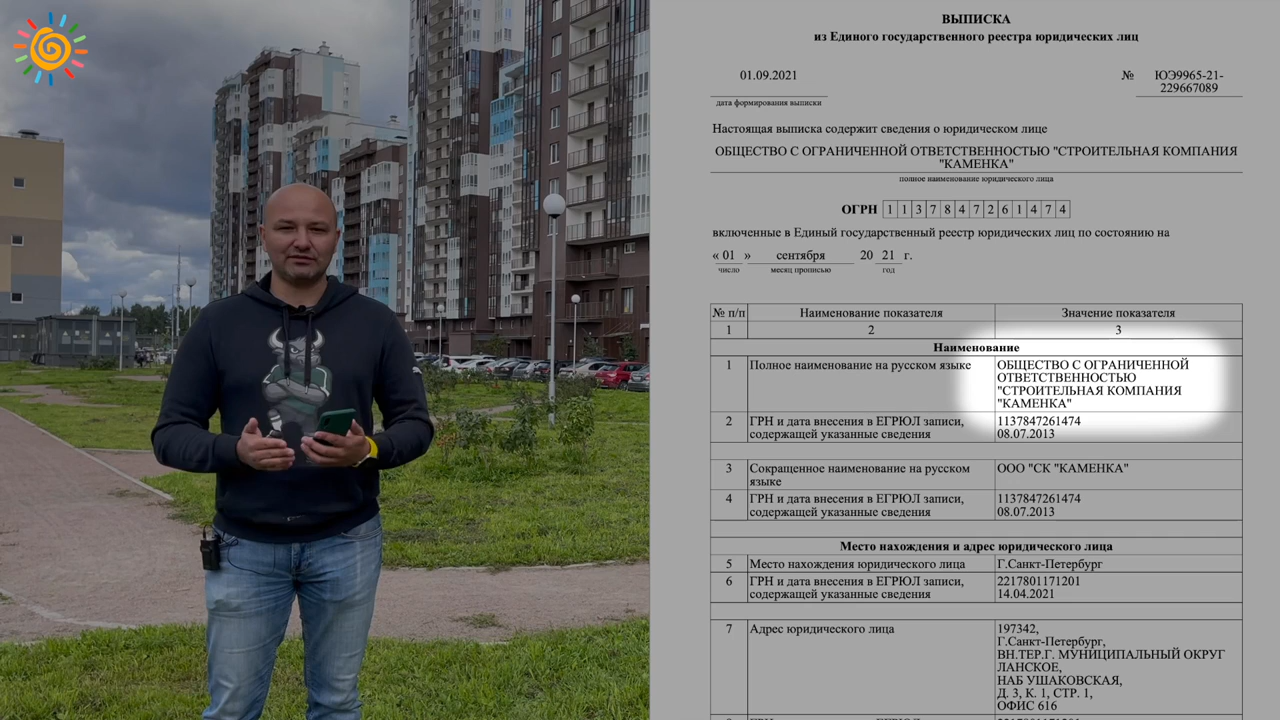 ВЫПИСКА
из Единого государственного реестра юридических лиц
01.09.2021
№ ЮЭ9965-21-
229667089
дата формирования выписки
Настоящая выписка содержит сведения о юридическом лице
ОБЩЕСТВО С ОГРАНИЧЕННОЙ ОТВЕТСТВЕННОСТЬЮ "СТРОИТЕЛЬНАЯ КОМПАНИЯ
"КАМЕНКА"
полное наименование юридического лица
ОГРН 1 1 3 7 8 4 7 2 6 1 4 7 4
включенные в Единый государственный реестр юридических лиц по состоянию на
« 01 » сентября 20 21 г.
число месяц прописью год
№ п/п Наименование показателя Значение показателя
1 2 3
Наименование
1 Полное наименование на русском языке ОБЩЕСТВО С ОГРАНИЧЕННОЙ
ОТВЕТСТВЕННОСТЬЮ
"СТРОИТЕЛЬНАЯ КОМПАНИЯ
"КАМЕНКА"
2 ГРН и дата внесения в ЕГРЮЛ записи, 1137847261474
содержащей указанные сведения 08.07.2013
3 Сокращенное наименование на русском ООО "СК "КАМЕНКА"
языке
4 ГРН и дата внесения в ЕГРЮЛ записи, 1137847261474
содержащей указанные сведения 08.07.2013
Место нахождения и адрес юридического лица
5 Место нахождения юридического лица Г.Санкт-Петербург
6 ГРН и дата внесения в ЕГРЮЛ записи, 2217801171201
содержащей указанные сведения 14.04.2021
7 Адрес юридического лица 197342,
Г.Санкт-Петербург,
ВН.ТЕР.Г. МУНИЦИПАЛЬНЫЙ ОКРУГ
ЛАНСКОЕ,
НАБ УШАКОВСКАЯ,
Д. 3, К. 1, СТР. 1,
ОФИС 616